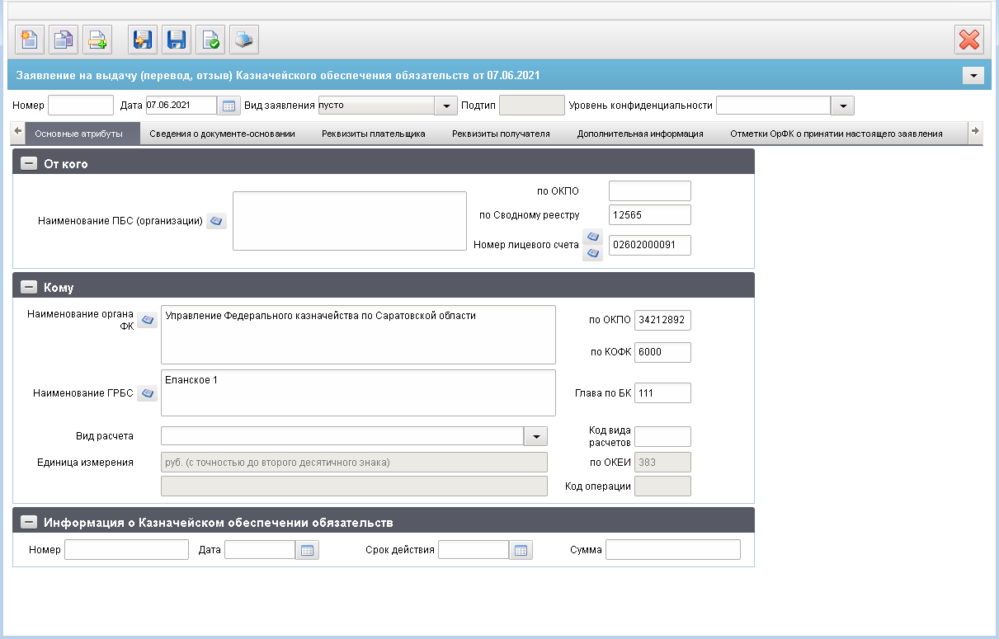 Заявление на выдачу (перевод, отзыв) Казначейского обеспечения обязательств от 07.06.2021
Номер Дата 07.06.2021 Вид заявления пусто Подтип Уровень конфиденциальности
Основные атрибуты Сведения о документе-основании Реквизиты плательщика Реквизиты получателя Дополнительная информация Отметки ОрФК о принятии настоящего заявления
От кого
по ОКПО
Наименование ПБС (организации) по Сводному реестру 12565
Номер лицевого счета 02602000091
Кому
Наименование органа ФК Управление Федерального казначейства по Саратовской области по ОКПО 34212892
по КОФК 6000
Наименование ГРБС Еланское 1 Глава по БК 111
Вид расчета Код вида расчетов
Единица измерения руб. (с точностью до второго десятичного знака) по ОКЕИ 383
Код операции
Информация о Казначейском обеспечении обязательств
Номер Дата Срок действия Сумма